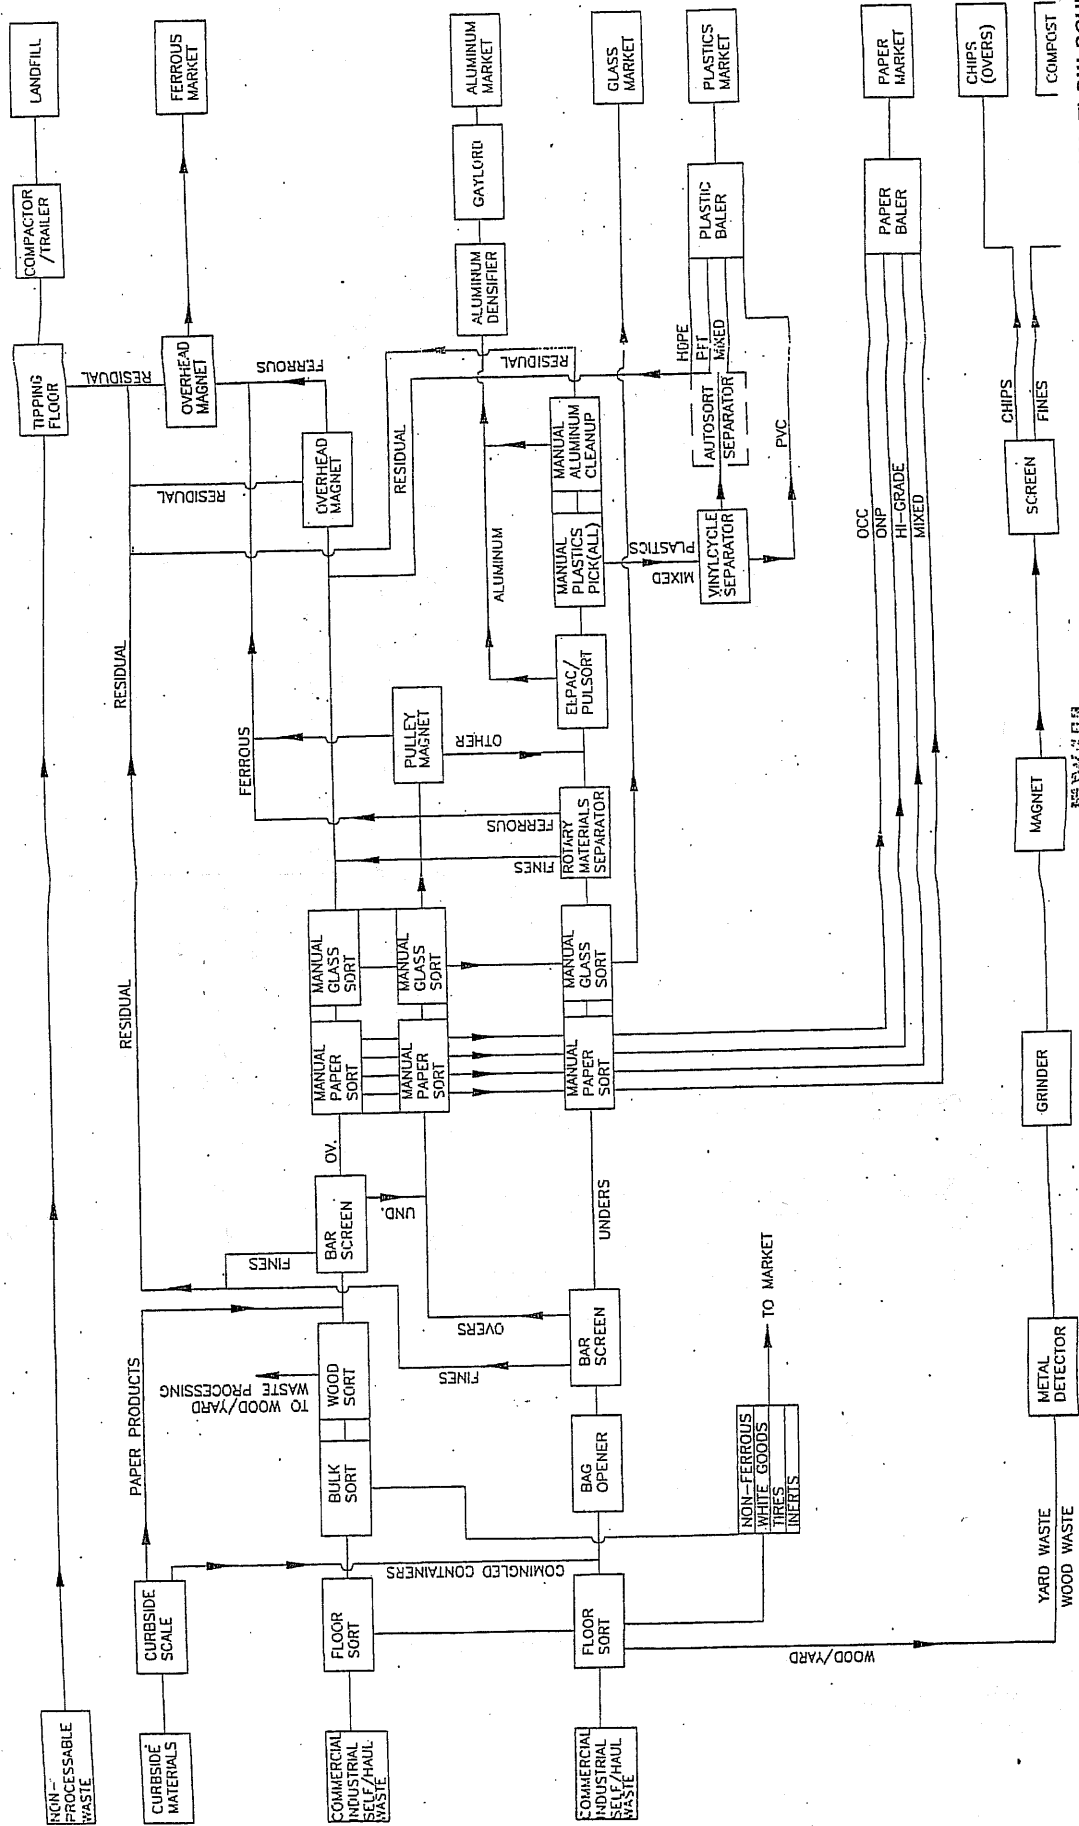 NON-
PROCESSABLE
WASTE
TIPPING
FLOOR
COMPACTOR
/TRAILER
LANDFILL
CURBSIDE
MATERIALS
CURBSIDE
SCALE
PAPER PRODUCTS
RESIDUAL
RESIDUAL
RESIDUAL
OVERHEAD
MAGNET
FERROUS
MARKET
FERROUS
RESIDUAL
FERROUS
COMMERCIAL
INDUSTRIAL
SELF/HAUL
WASTE
FLOOR
SORT
BULK
SORT
WOOD
SORT
TO WOOD/YARD
WASTE PROCESSING
FINES
BAR
SCREEN
OV.
UND.
MANUAL
PAPER
SORT
MANUAL
GLASS
SORT
OVERHEAD
MAGNET
MANUAL
PAPER
SORT
MANUAL
GLASS
SORT
PULLEY
MAGNET
OTHER
RESIDUAL
RESIDUAL
ALUMINUM
ALUMINUM
DENSIFIER
GAYLORD
ALUMINUM
MARKET
COMINGLED CONTAINERS
FINES
OVERS
FINES
FERROUS
COMMERCIAL
INDUSTRIAL
SELF/HAUL
WASTE
FLOOR
SORT
BAG
OPENER
BAR
SCREEN
UNDERS
MANUAL
PAPER
SORT
MANUAL
GLASS
SORT
ROTARY
MATERIALS
SEPARATOR
ELPAC/
PULSORT
MANUAL
PLASTICS
PICK(ALL)
MANUAL
ALUMINUM
CLEANUP
GLASS
MARKET
MIXED PLASTICS
VINYLCYCLE
SEPARATOR
AUTOSORT
SEPARATOR
HDPE
PET
MIXED
PVC
PLASTIC
BALER
PLASTICS
MARKET
NON-FERROUS
WHITE GOODS
TIRES
INERTS
TO MARKET
WOOD/YARD
OCC
ONP
HI-GRADE
MIXED
PAPER
BALER
PAPER
MARKET
YARD WASTE
WOOD WASTE
METAL
DETECTOR
GRINDER
MAGNET
SCREEN
CHIPS
FINES
CHIPS
(OVERS)
COMPOST